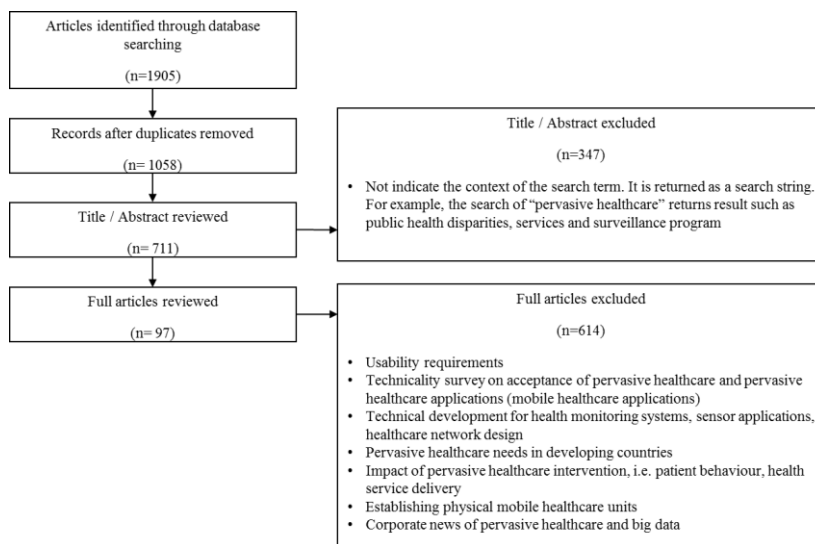 Articles identified through database
searching
(n=1905)
Records after duplicates removed
(n= 1058)
Title / Abstract reviewed
(n= 711)
Full articles reviewed
(n= 97)
Title / Abstract excluded
(n=347)
• Not indicate the context of the search term. It is returned as a search string.
For example, the search of “pervasive healthcare” returns result such as
public health disparities, services and surveillance program
Full articles excluded
(n=614)
• Usability requirements
• Technicality survey on acceptance of pervasive healthcare and pervasive
healthcare applications (mobile healthcare applications)
• Technical development for health monitoring systems, sensor applications,
healthcare network design
• Pervasive healthcare needs in developing countries
• Impact of pervasive healthcare intervention, i.e. patient behaviour, health
service delivery
• Establishing physical mobile healthcare units
• Corporate news of pervasive healthcare and big data